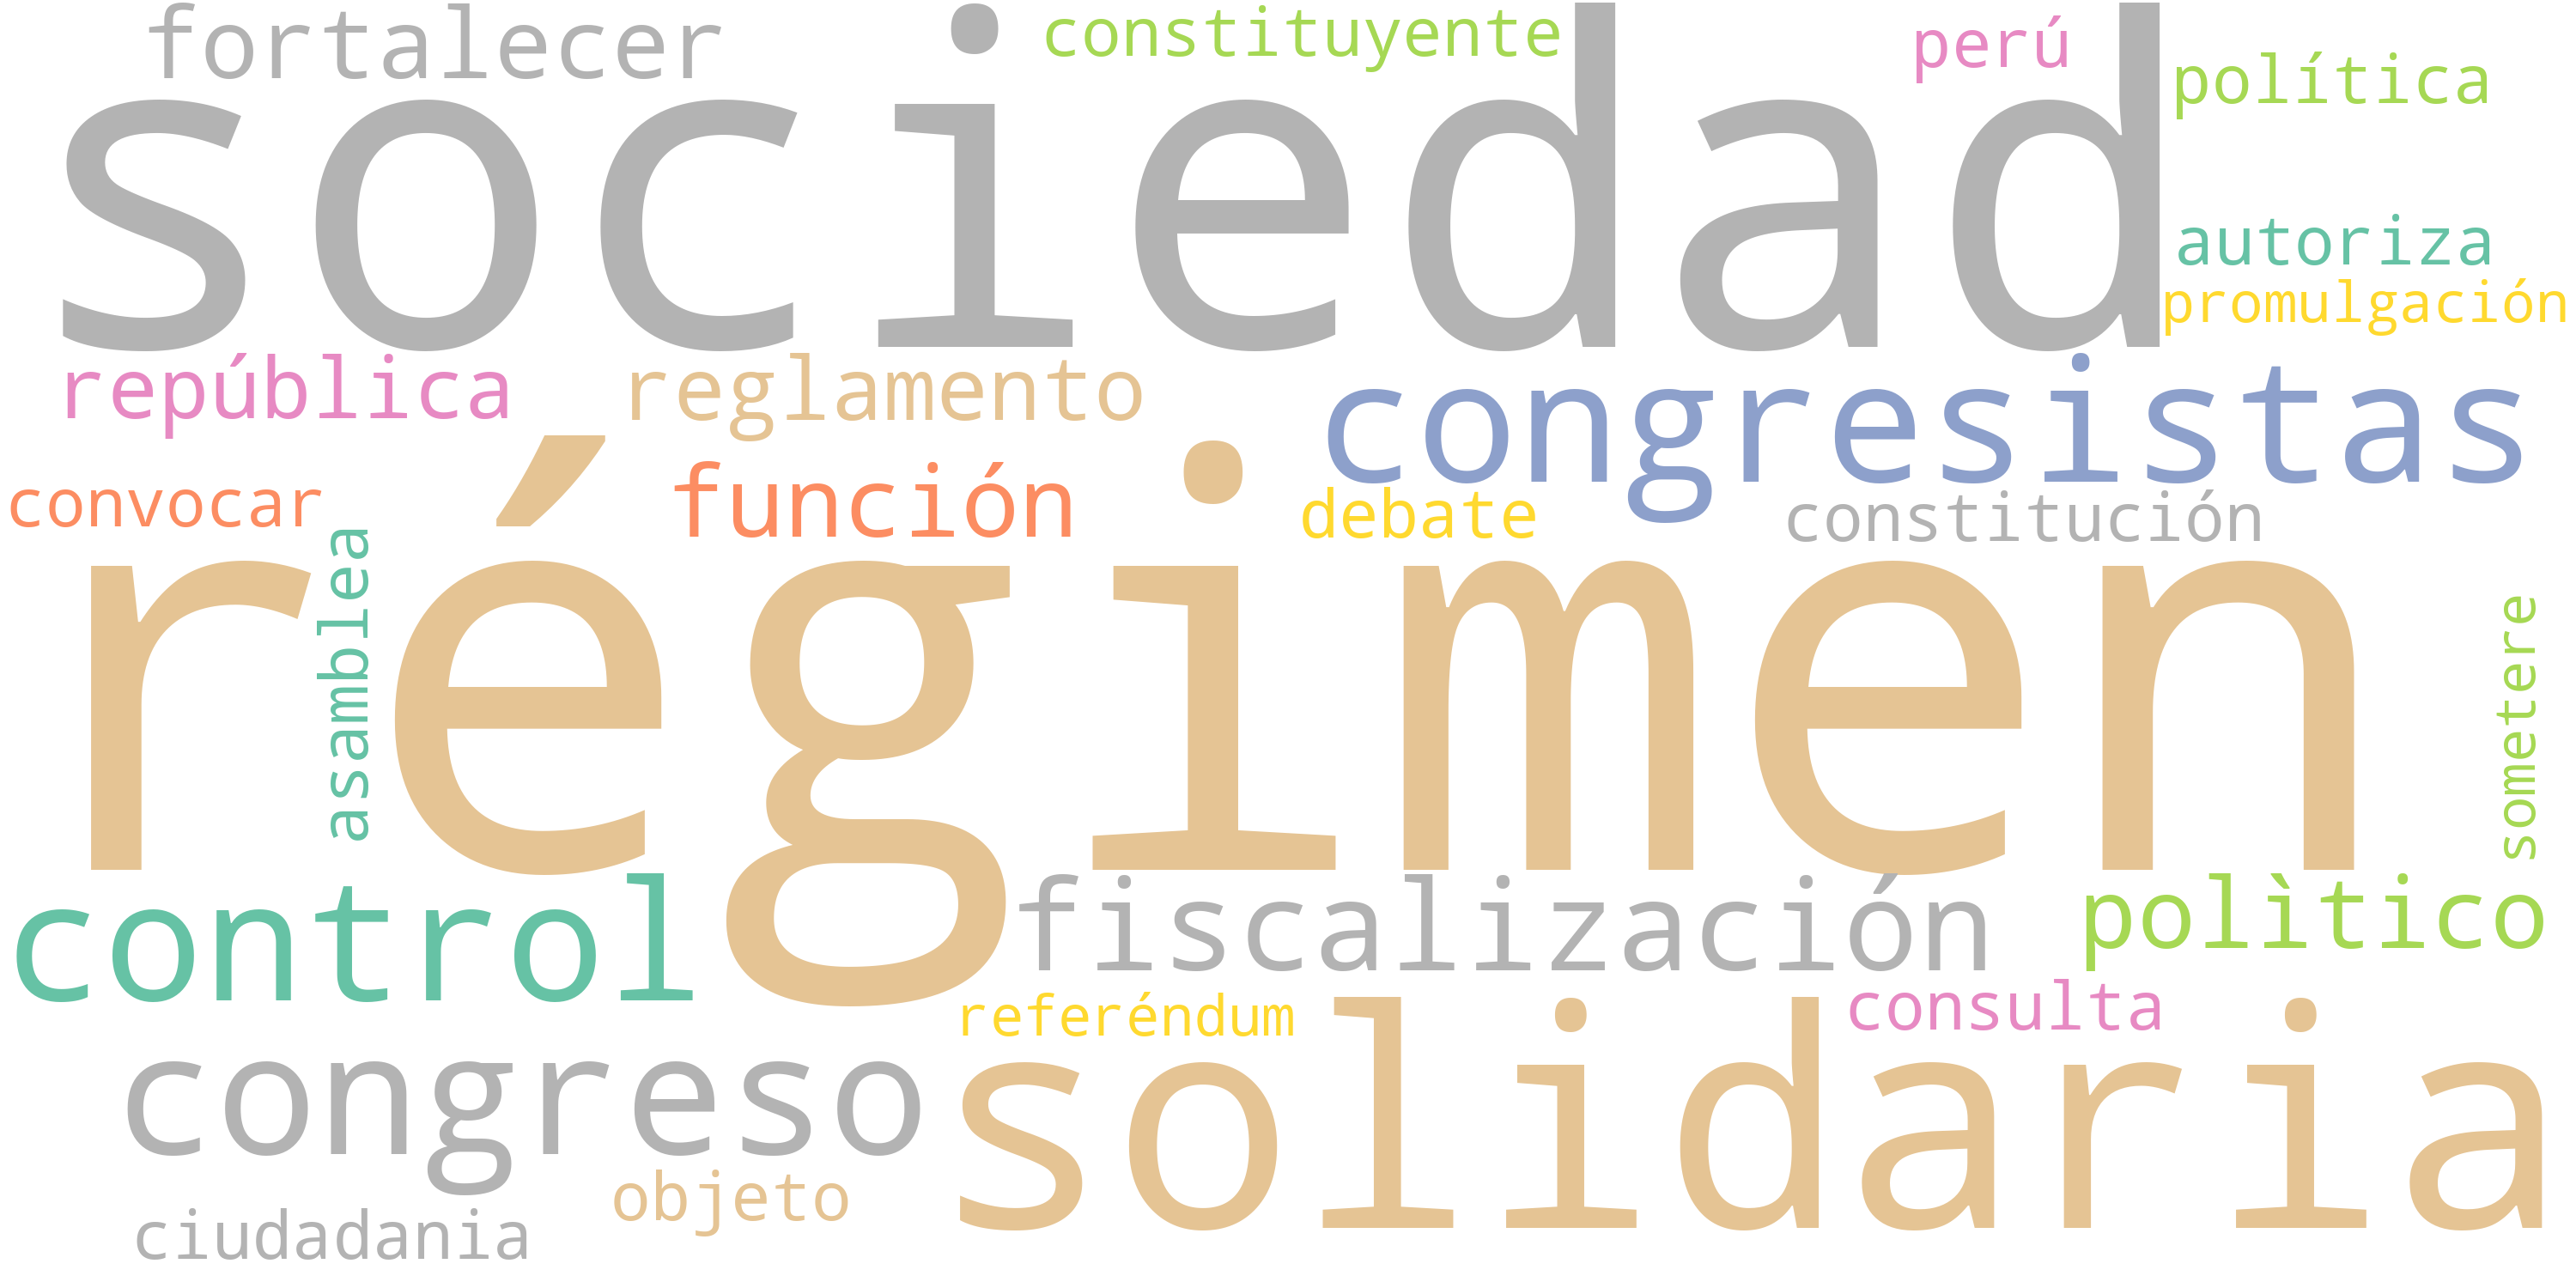 fortalecer
constituyente
perú
política
sociedad
autoriza
promulgación
república
reglamento
congresistas
convocar
función
debate
constitución
asamblea
régimen
sometere
control
fiscalización
polìtico
referéndum
consulta
congreso
solidaria
objeto
ciudadania